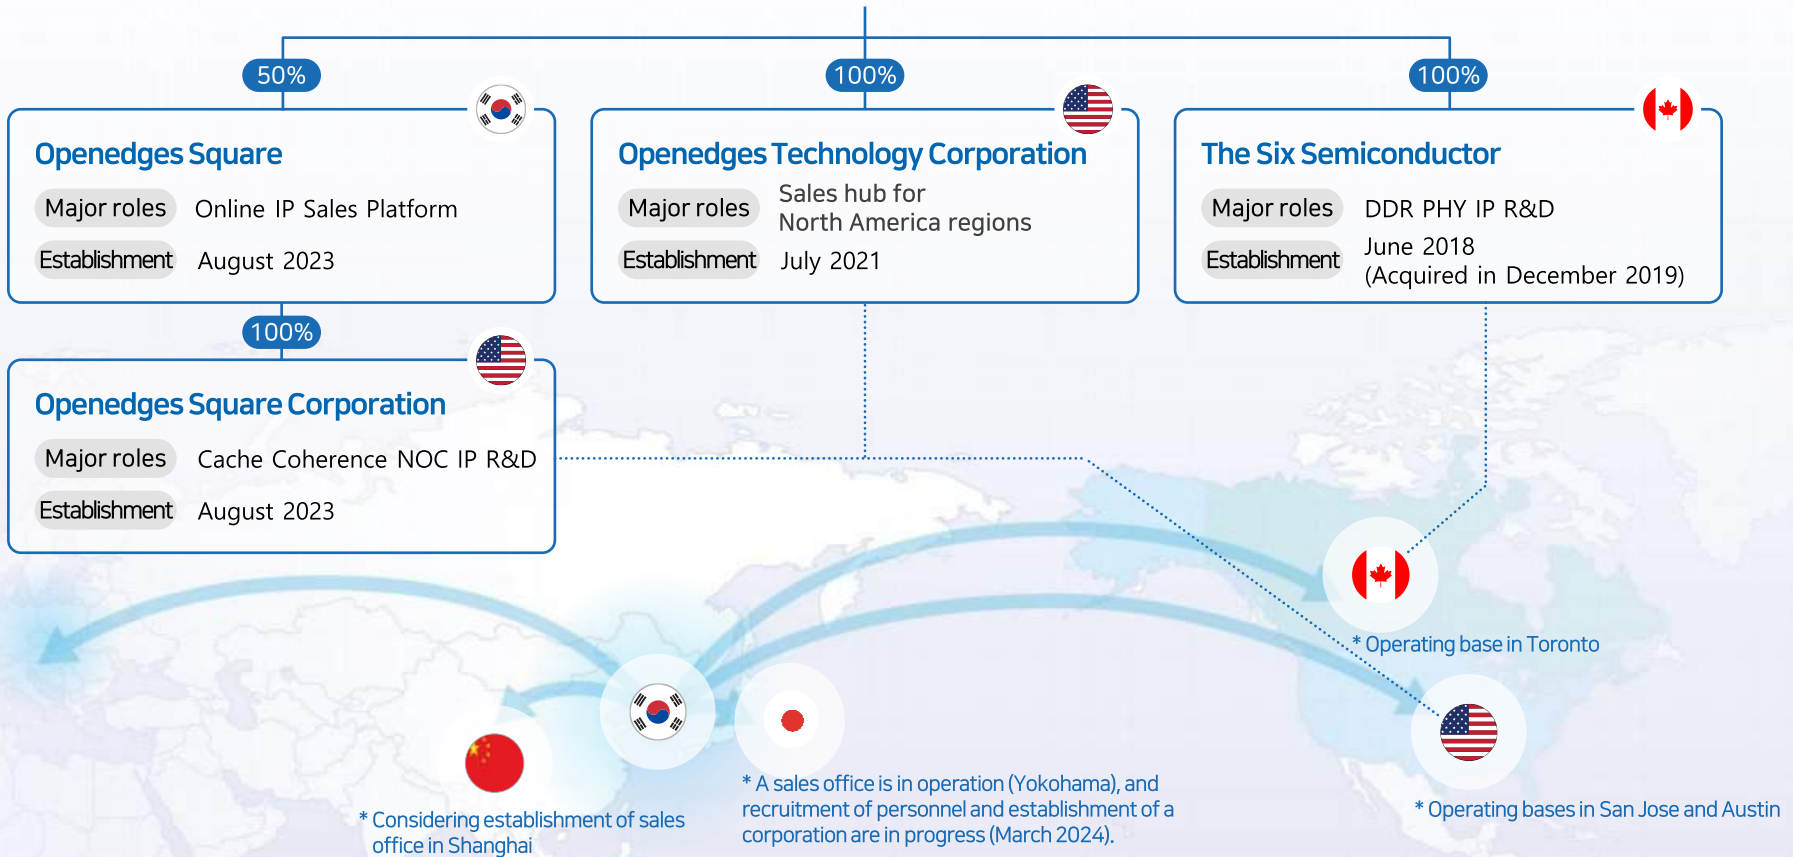 50%
Openedges Square
Major roles Online IP Sales Platform
Establishment August 2023
100%
Openedges Square Corporation
Major roles Cache Coherence NOC IP R&D
Establishment August 2023
100%
Openedges Technology Corporation
Major roles Sales hub for
North America regions
Establishment July 2021
100%
The Six Semiconductor
Major roles DDR PHY IP R&D
Establishment June 2018
(Acquired in December 2019)
* Operating base in Toronto
* Operating bases in San Jose and Austin
* A sales office is in operation (Yokohama), and
recruitment of personnel and establishment of a
corporation are in progress (March 2024).
* Considering establishment of sales
office in Shanghai